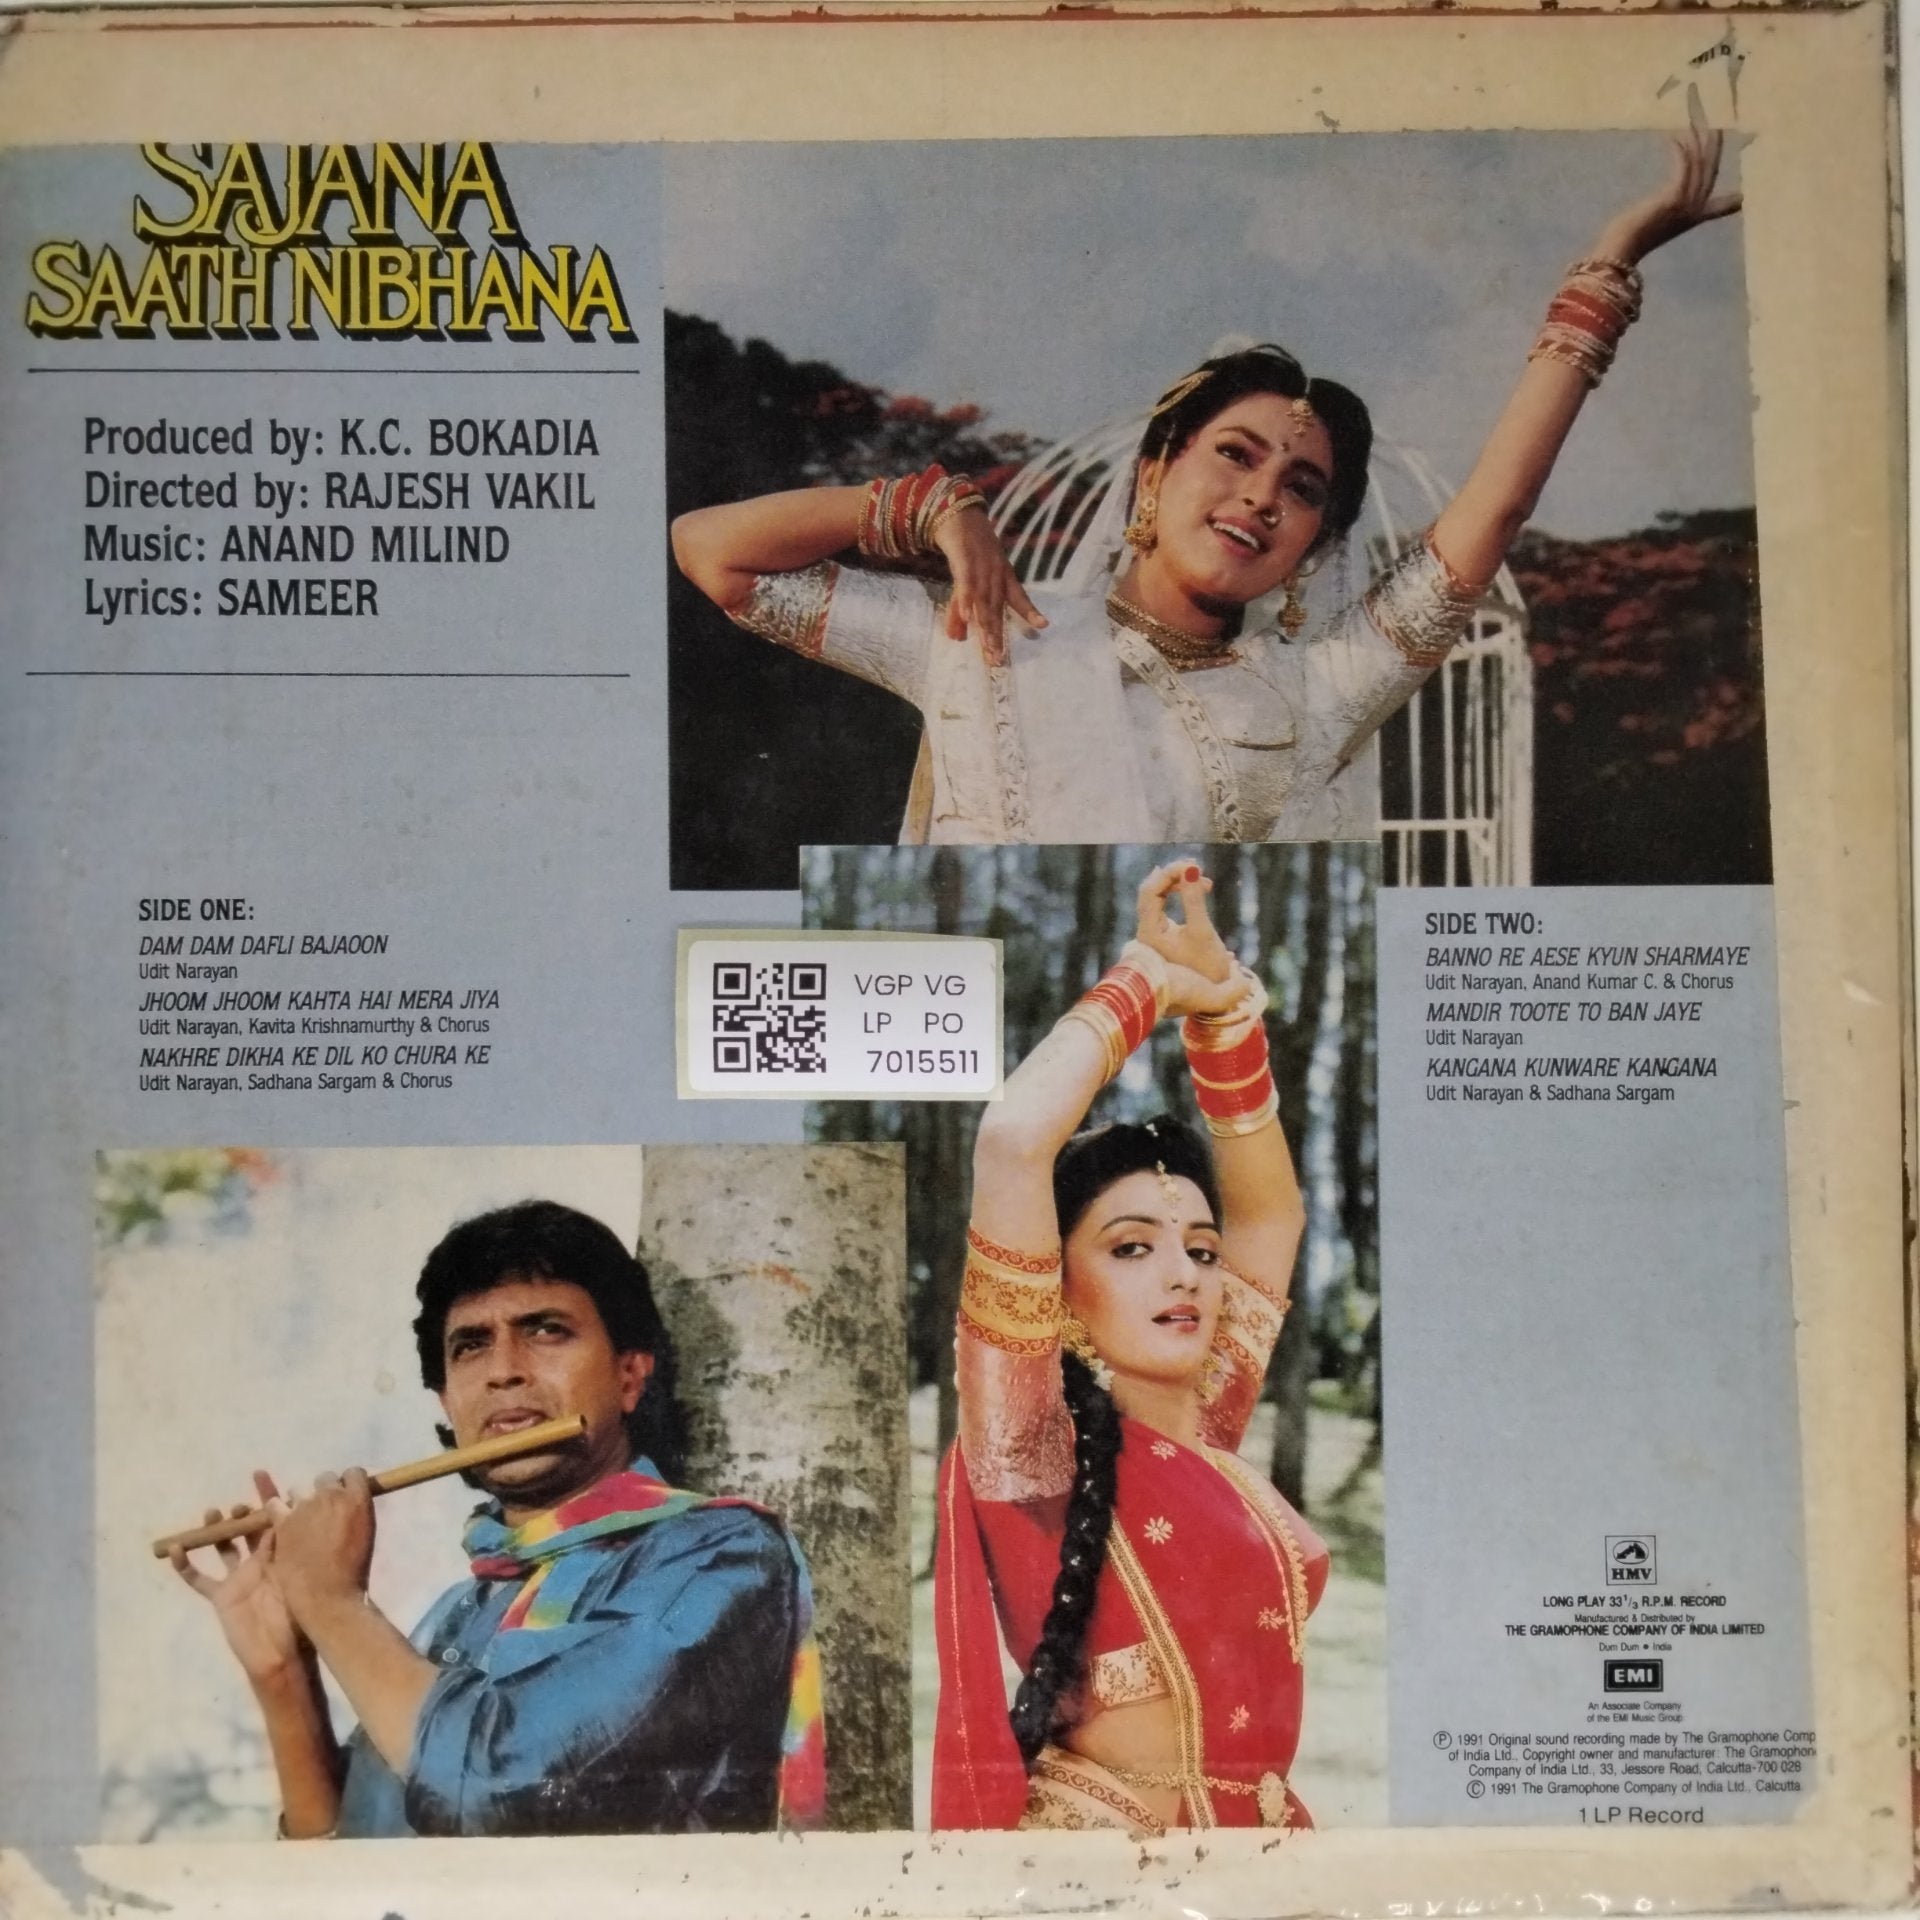 SAJANA
SAATH NIBHANA
Produced by: K.C. BOKADIA
Directed by: RAJESH VAKIL
Music: ANAND MILIND
Lyrics: SAMEER
SIDE ONE:
DAM DAM DAFLI BAJAOON
Udit Narayan
JHOOM JHOOM KAHTA HAI MERA JIYA
Udit Narayan, Kavita Krishnamurthy & Chorus
NAKHRE DIKHA KE DIL KO CHURA KE
Udit Narayan, Sadhana Sargam & Chorus
VGP VG
LP PO
7015511
SIDE TWO:
BANNO RE AESE KYUN SHARMAYE
Udit Narayan, Anand Kumar C. & Chorus
MANDIR TOOTE TO BAN JAYE
Udit Narayan
KANGANA KUNWARE KANGANA
Udit Narayan & Sadhana Sargam
HMV
LONG PLAY 33 1/3 R.P.M. RECORD
Manufactured & Distributed by
THE GRAMOPHONE COMPANY OF INDIA LIMITED
Dum Dum • India
EMI
An Associate Company
of the EMI Music Group
Ⓟ 1991 Original sound recording made by The Gramophone Comp
of India Ltd., Copyright owner and manufacturer: The Gramophon
Company of India Ltd., 33, Jessore Road, Calcutta-700 028
© 1991 The Gramophone Company of India Ltd., Calcutta
1 LP Record